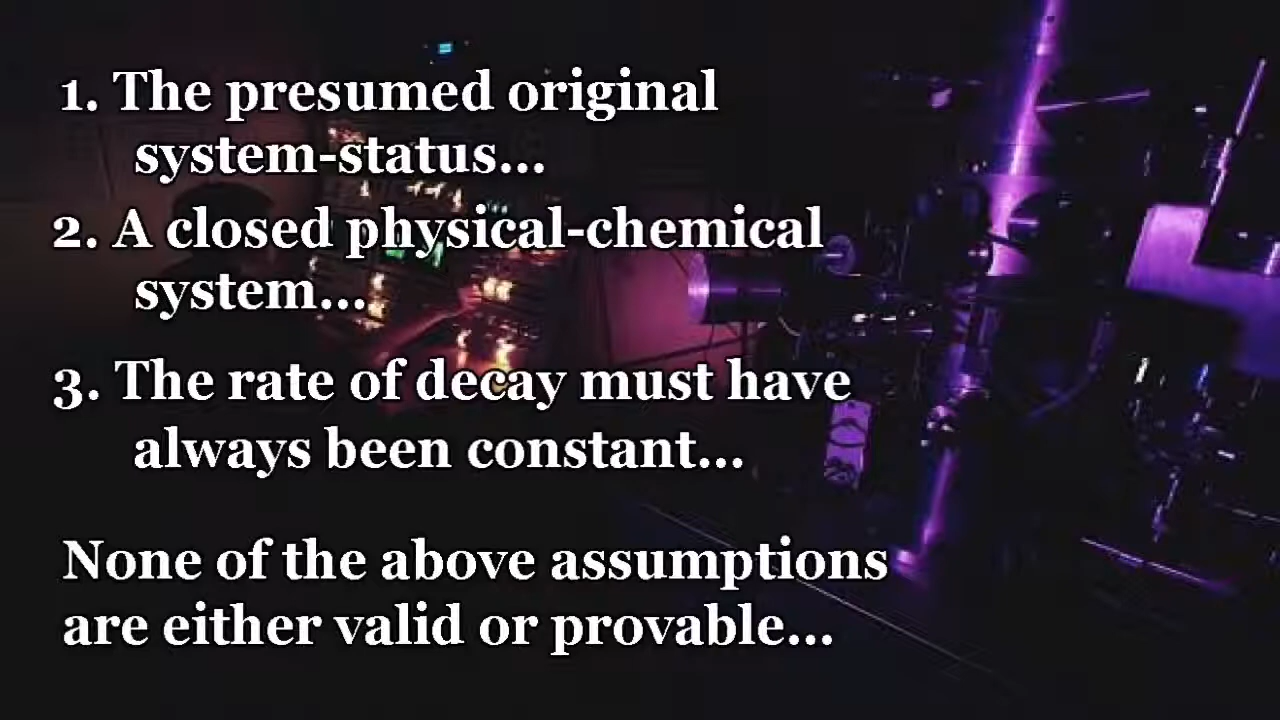 1. The presumed original
system-status...
2. A closed physical-chemical
system...
3. The rate of decay must have
always been constant...
None of the above assumptions
are either valid or provable...